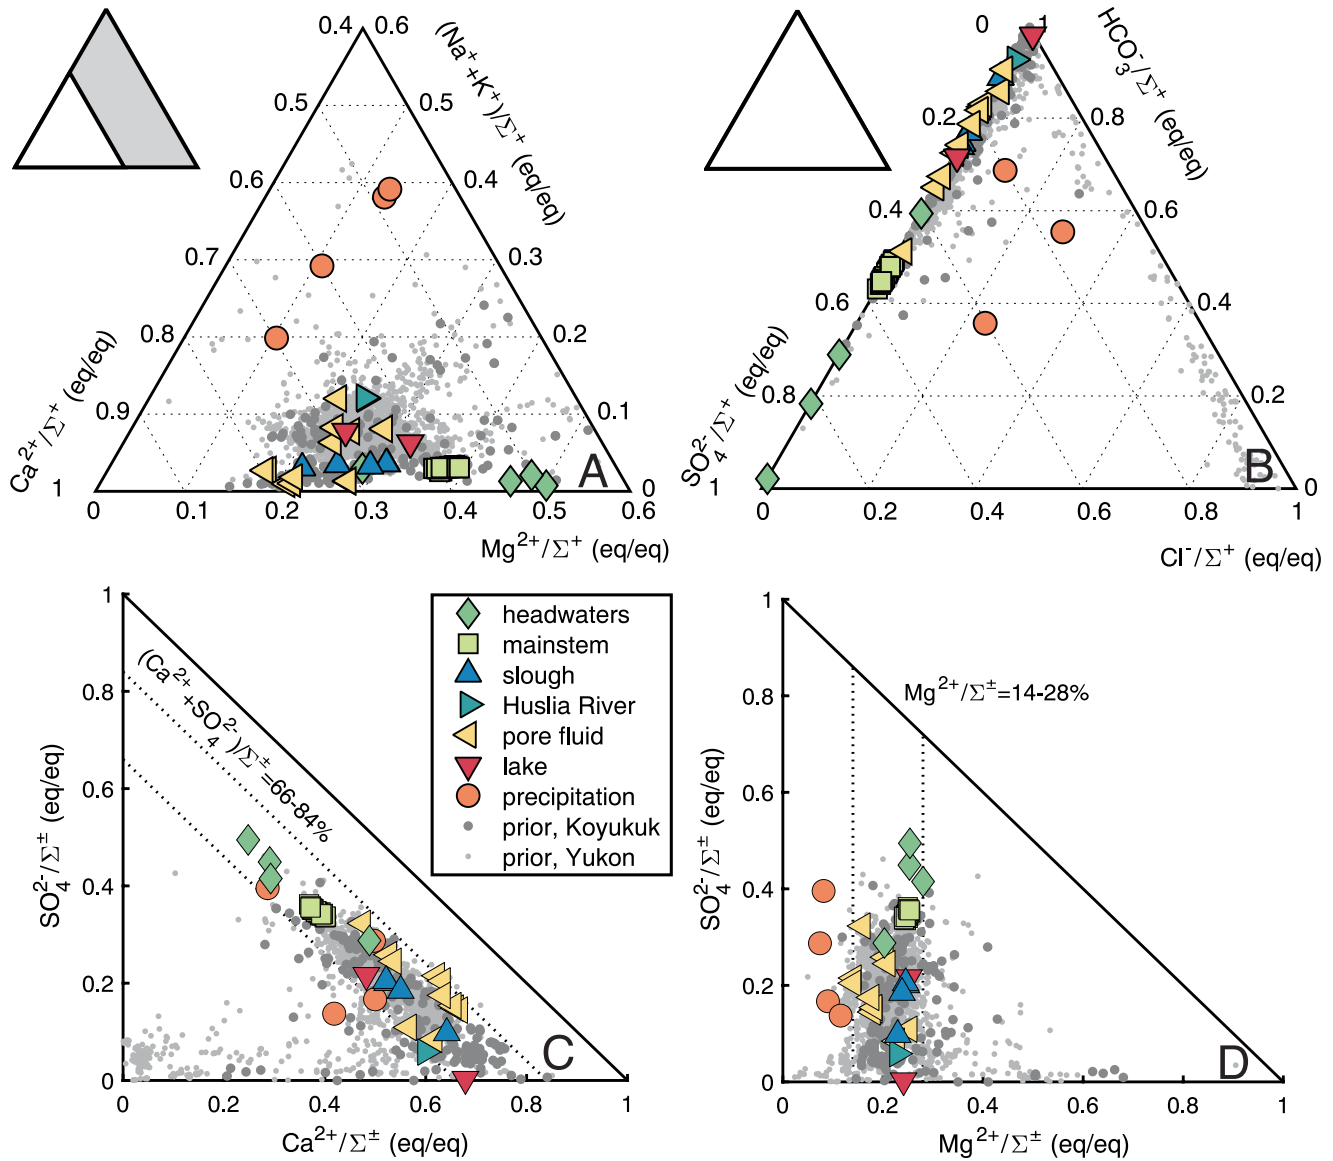 0.4 0.6
(Na⁺+K⁺)/Σ⁺ (eq/eq)
0.5 0.5
0.6 0.4
0.7 0.3
0.8 0.2
0.9 0.1
1 0
Ca²⁺/Σ⁺ (eq/eq)
A
0 0.2 0.3 0.4 0.5 0.6
Mg²⁺/Σ⁺ (eq/eq)
0 1
HCO₃⁻/Σ⁺ (eq/eq)
0.2 0.8
0.4 0.6
0.6 0.4
0.8 0.2
1 0
SO₄²⁻/Σ⁺ (eq/eq)
B
0 0.2 0.4 0.6 0.8 1
Cl⁻/Σ⁺ (eq/eq)
1
0.8
0.6
0.4
0.2
0
SO₄²⁻/Σ± (eq/eq)
(Ca²⁺+SO₄²⁻)/Σ±=66-84%
C
0 0.2 0.4 0.6 0.8 1
Ca²⁺/Σ± (eq/eq)
headwaters
mainstem
slough
Huslia River
pore fluid
lake
precipitation
prior, Koyukuk
prior, Yukon
1
0.8
0.6
0.4
0.2
0
SO₄²⁻/Σ± (eq/eq)
Mg²⁺/Σ±=14-28%
D
0 0.2 0.4 0.6 0.8 1
Mg²⁺/Σ± (eq/eq)